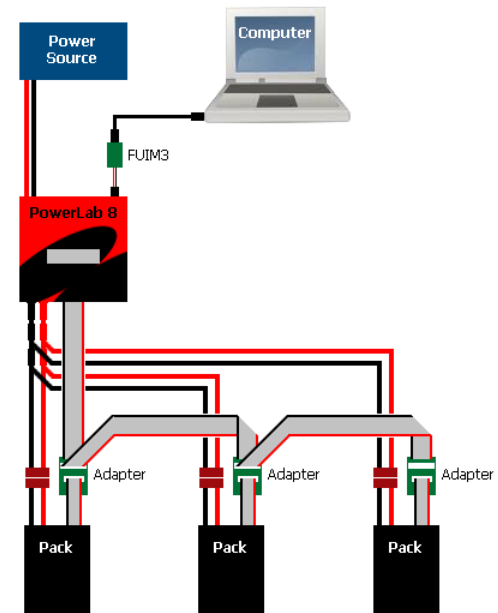 Power
Source
Computer
FUIM3
PowerLab 8
Adapter
Adapter
Adapter
Pack
Pack
Pack